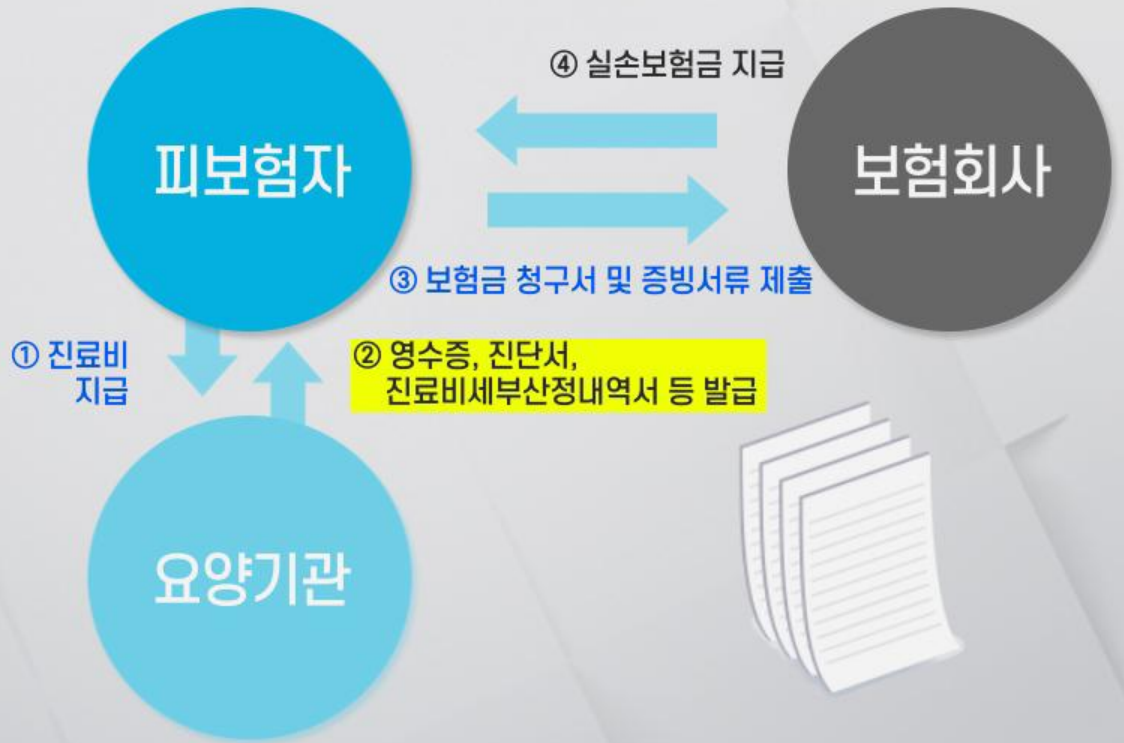 ④ 실손보험금 지급
피보험자
보험회사
③ 보험금 청구서 및 증빙서류 제출
① 진료비
지급
② 영수증, 진단서,
진료비세부산정내역서 등 발급
요양기관